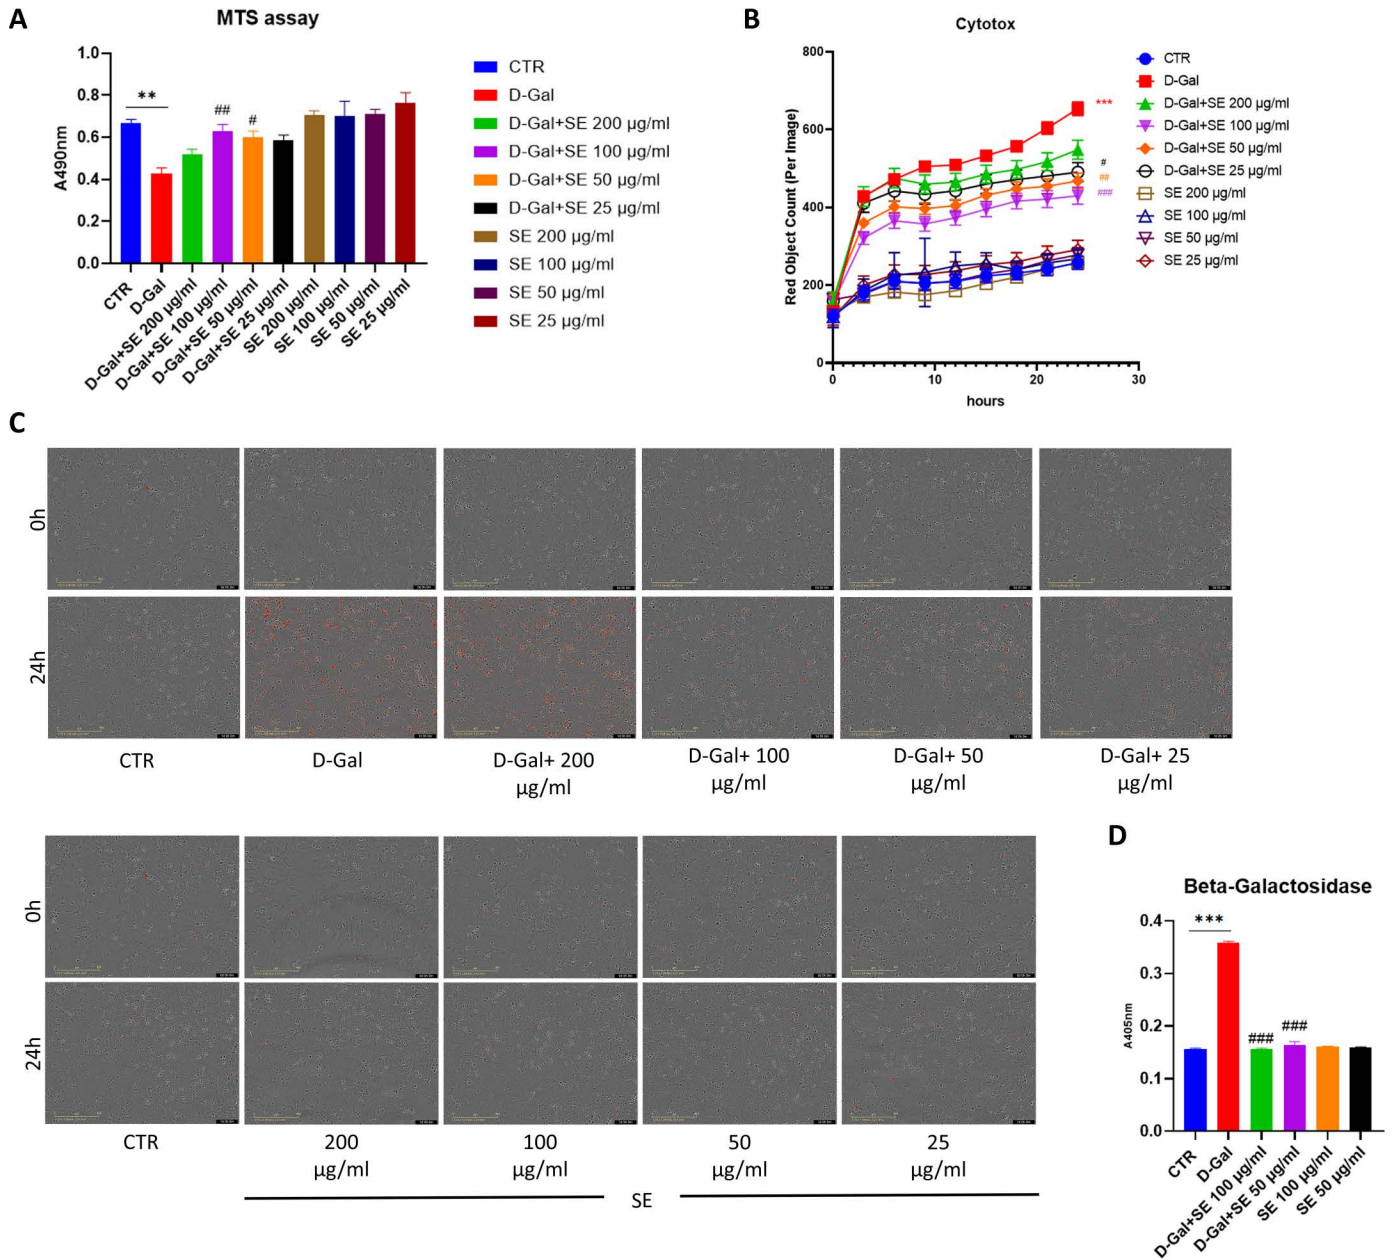 A
MTS assay
A490nm
1.0
0.8
0.6
0.4
0.2
0.0
**
##
#
CTR
D-Gal
D-Gal+SE 200 µg/ml
D-Gal+SE 100 µg/ml
D-Gal+SE 50 µg/ml
D-Gal+SE 25 µg/ml
SE 200 µg/ml
SE 100 µg/ml
SE 50 µg/ml
SE 25 µg/ml
CTR
D-Gal
D-Gal+SE 200 µg/ml
D-Gal+SE 100 µg/ml
D-Gal+SE 50 µg/ml
D-Gal+SE 25 µg/ml
SE 200 µg/ml
SE 100 µg/ml
SE 50 µg/ml
SE 25 µg/ml
B
Cytotox
Red Object Count (Per Image)
800
600
400
200
0
0
10
20
30
hours
***
#
##
###
CTR
D-Gal
D-Gal+SE 200 µg/ml
D-Gal+SE 100 µg/ml
D-Gal+SE 50 µg/ml
D-Gal+SE 25 µg/ml
SE 200 µg/ml
SE 100 µg/ml
SE 50 µg/ml
SE 25 µg/ml
C
0h
24h
CTR
D-Gal
D-Gal+ 200
µg/ml
D-Gal+ 100
µg/ml
D-Gal+ 50
µg/ml
D-Gal+ 25
µg/ml
0h
24h
CTR
200
µg/ml
100
µg/ml
50
µg/ml
25
µg/ml
SE
D
Beta-Galactosidase
A405nm
0.4
0.3
0.2
0.1
0.0
***
###
###
CTR
D-Gal
D-Gal+SE 100 µg/ml
D-Gal+SE 50 µg/ml
SE 100 µg/ml
SE 50 µg/ml